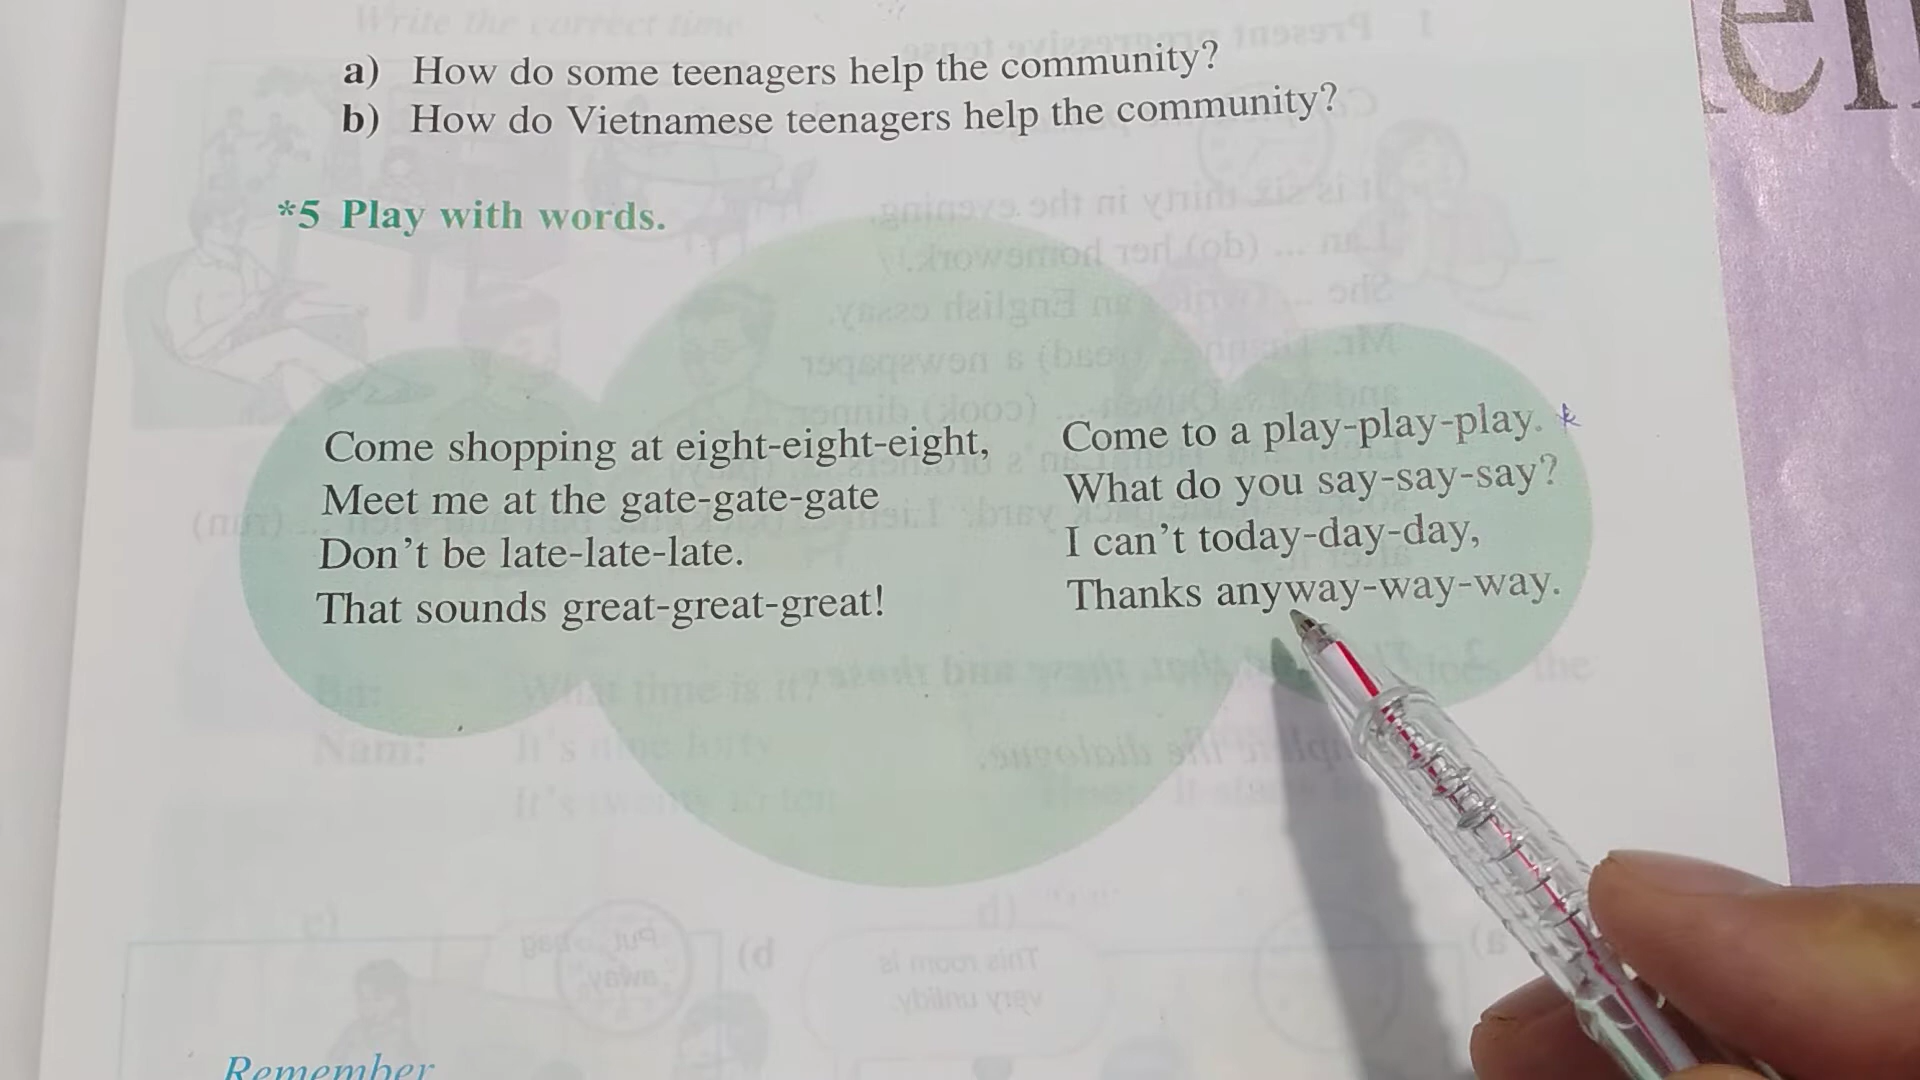 a) How do some teenagers help the community?
b) How do Vietnamese teenagers help the community?
*5 Play with words.
Come shopping at eight-eight-eight,
Meet me at the gate-gate-gate
Don't be late-late-late.
That sounds great-great-great!
Come to a play-play-play.
What do you say-say-say?
I can't today-day-day,
Thanks anyway-way-way.
Remember